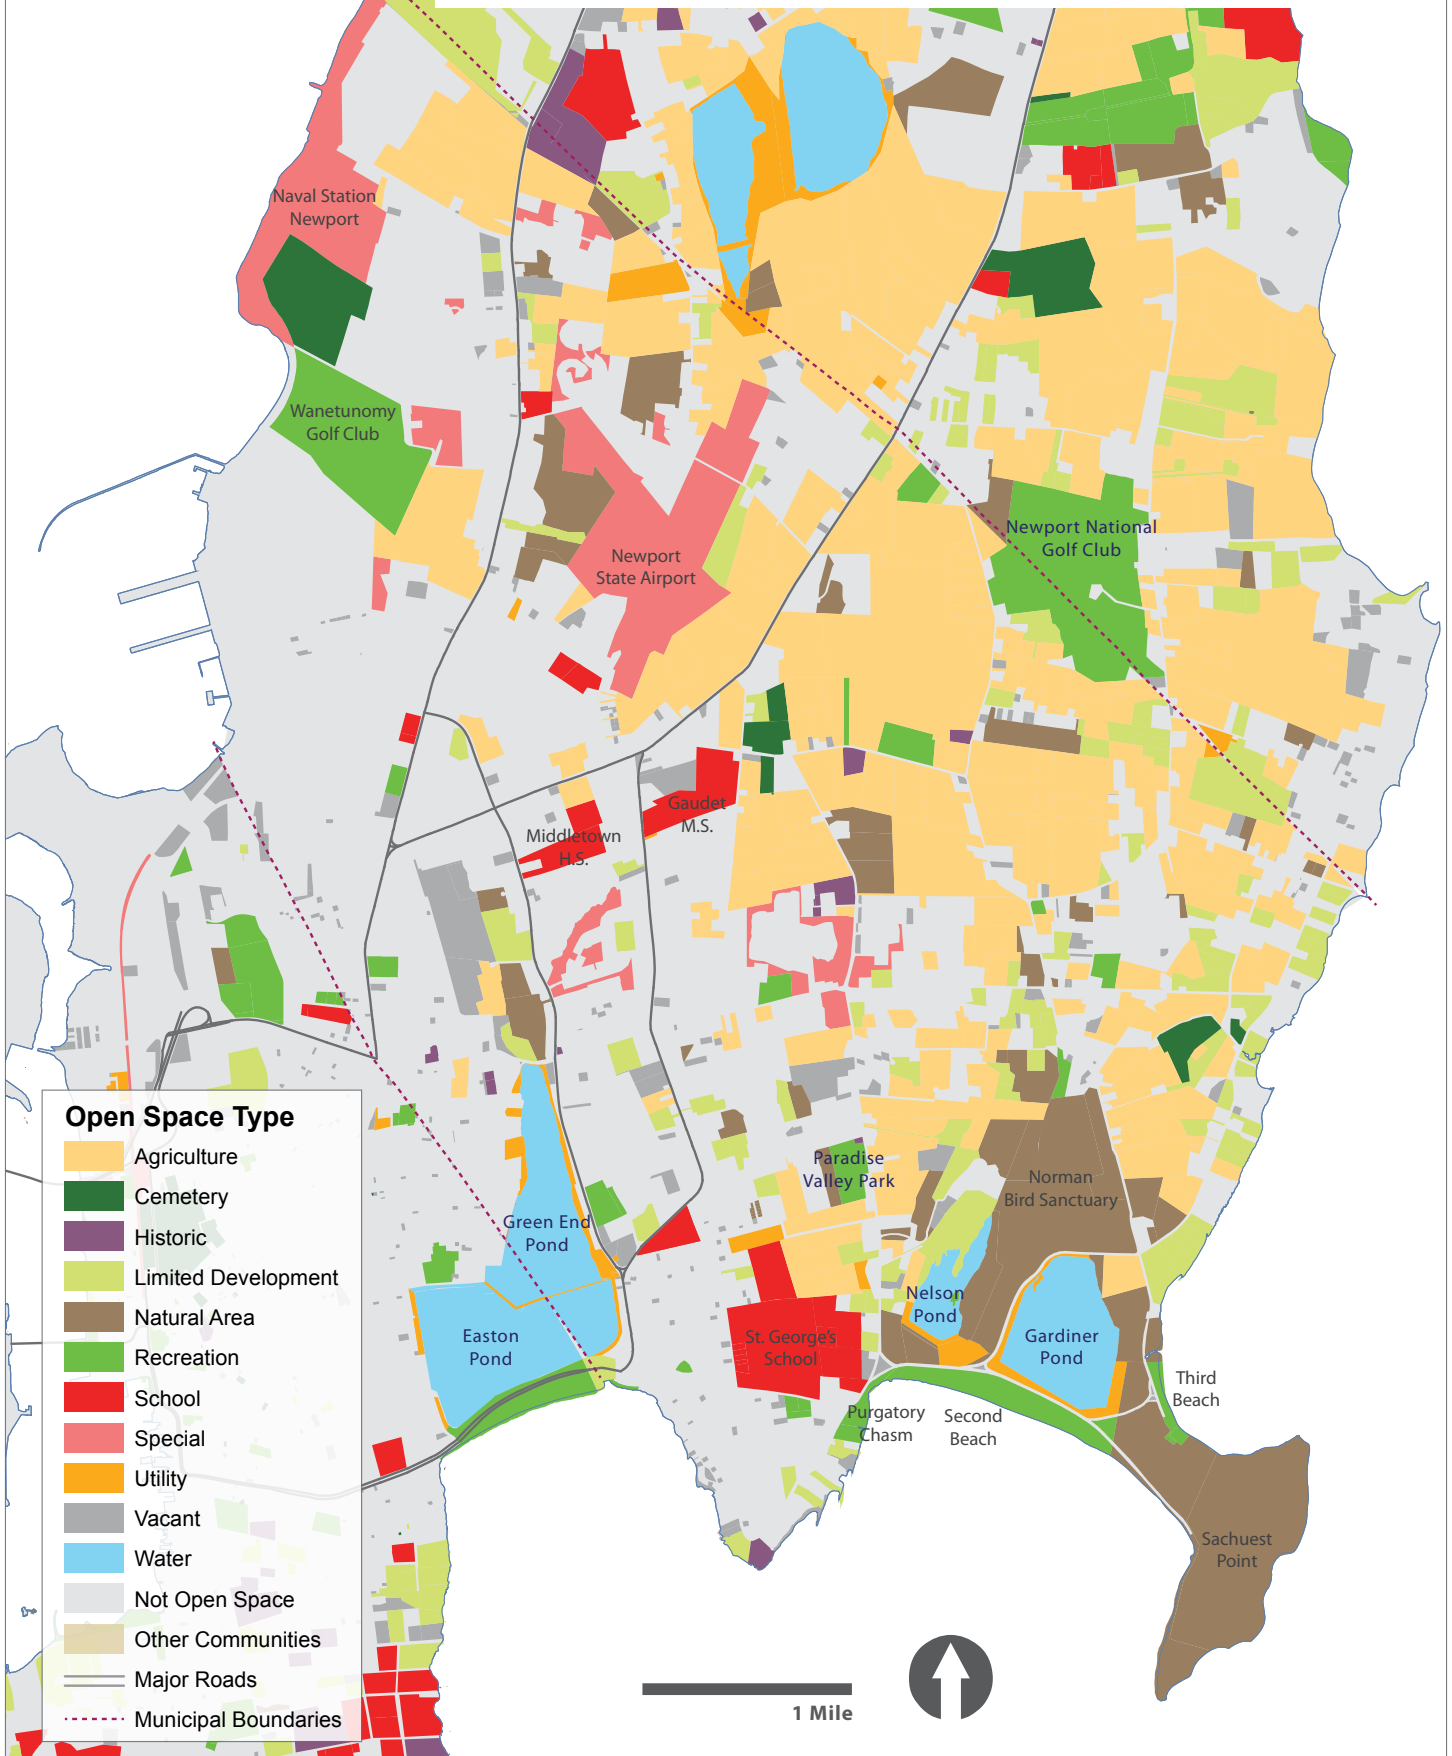 Naval Station
Newport
Wanetunomy
Golf Club
Newport National
Golf Club
Newport
State Airport
Gaudet
M.S.
Middletown
H.S.
Paradise
Valley Park
Norman
Bird Sanctuary
Green End
Pond
Nelson
Pond
Easton
Pond
St. George's
School
Gardiner
Pond
Third
Beach
Purgatory
Chasm
Second
Beach
Sachuest
Point
Open Space Type
Agriculture
Cemetery
Historic
Limited Development
Natural Area
Recreation
School
Special
Utility
Vacant
Water
Not Open Space
Other Communities
Major Roads
Municipal Boundaries
1 Mile